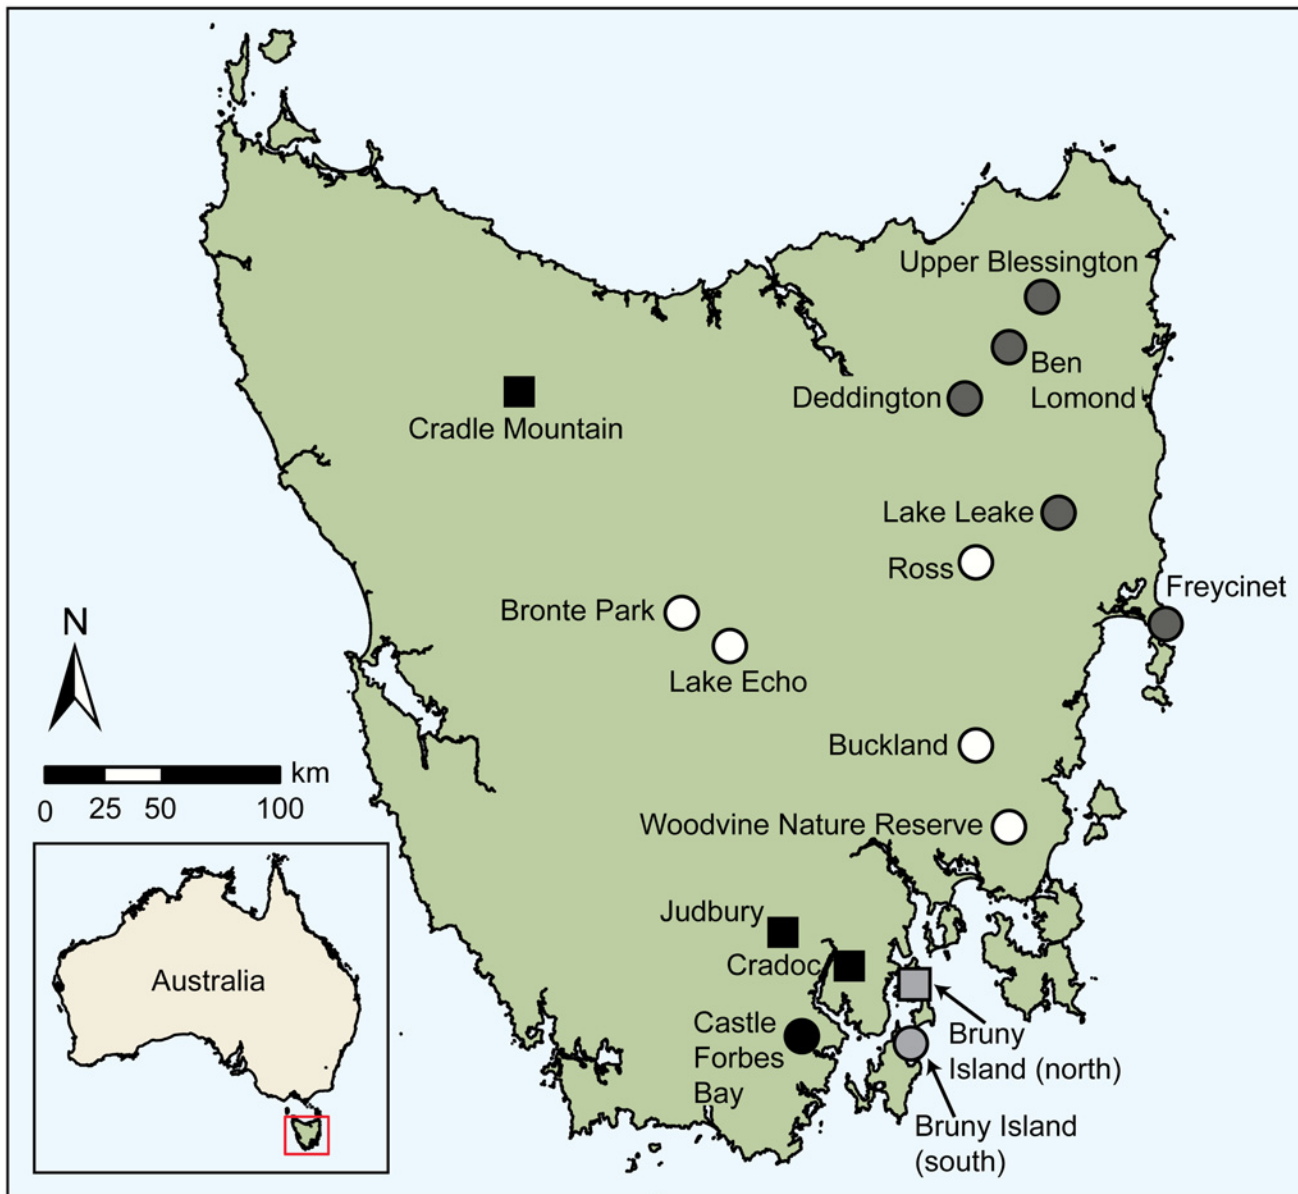 Upper Blessington
Ben
Lomond
Deddington
Cradle Mountain
Lake Leake
Ross
Freycinet
Bronte Park
Lake Echo
N
Buckland
km
0 25 50 100
Woodvine Nature Reserve
Judbury
Cradoc
Australia
Castle
Forbes
Bay
Bruny
Island (north)
Bruny Island
(south)